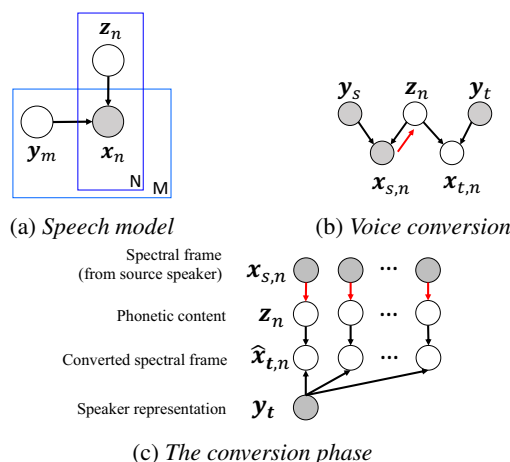 z_n
y_m
x_n
N
M
(a) Speech model
y_s
z_n
y_t
x_{s,n}
x_{t,n}
(b) Voice conversion
Spectral frame
(from source speaker)
x_{s,n}
...
Phonetic content
z_n
...
Converted spectral frame
x̂_{t,n}
...
Speaker representation
y_t
(c) The conversion phase